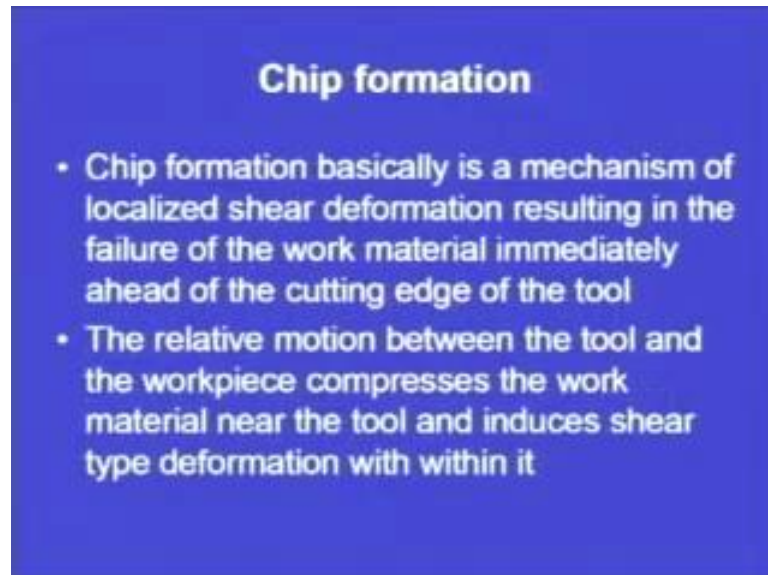 Chip formation
• Chip formation basically is a mechanism of
localized shear deformation resulting in the
failure of the work material immediately
ahead of the cutting edge of the tool
• The relative motion between the tool and
the workpiece compresses the work
material near the tool and induces shear
type deformation with within it